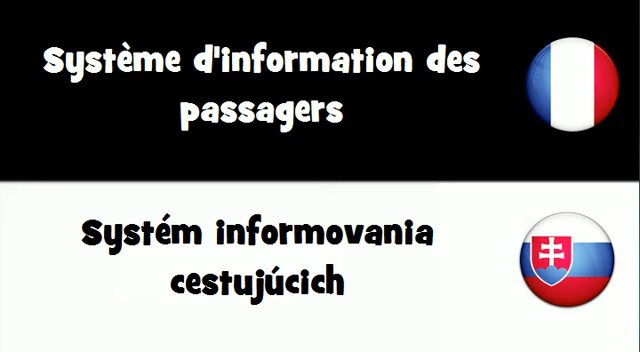 Système d'information des
passagers
Systém informovania
cestujúcich